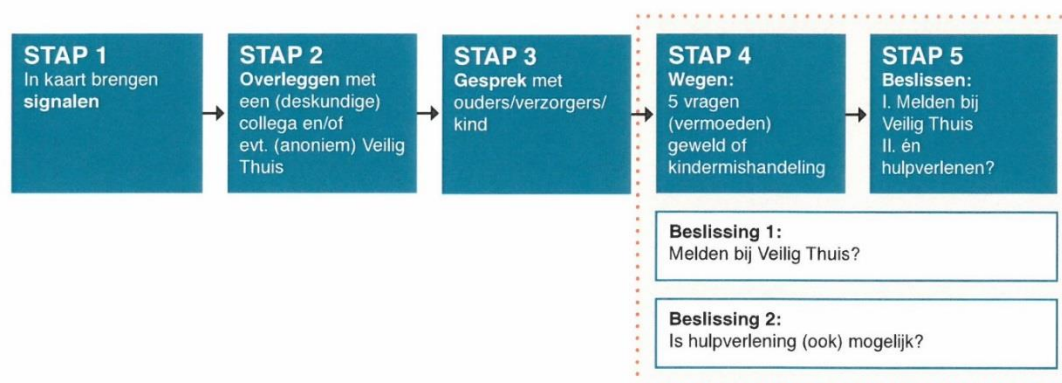 STAP 1
In kaart brengen
signalen
STAP 2
Overleggen met
een (deskundige)
collega en/of
evt. (anoniem) Veilig
Thuis
STAP 3
Gesprek met
ouders/verzorgers/
kind
STAP 4
Wegen:
5 vragen
(vermoeden)
geweld of
kindermishandeling
STAP 5
Beslissen:
I. Melden bij
Veilig Thuis
II. én
hulpverlenen?
Beslissing 1:
Melden bij Veilig Thuis?
Beslissing 2:
Is hulpverlening (ook) mogelijk?